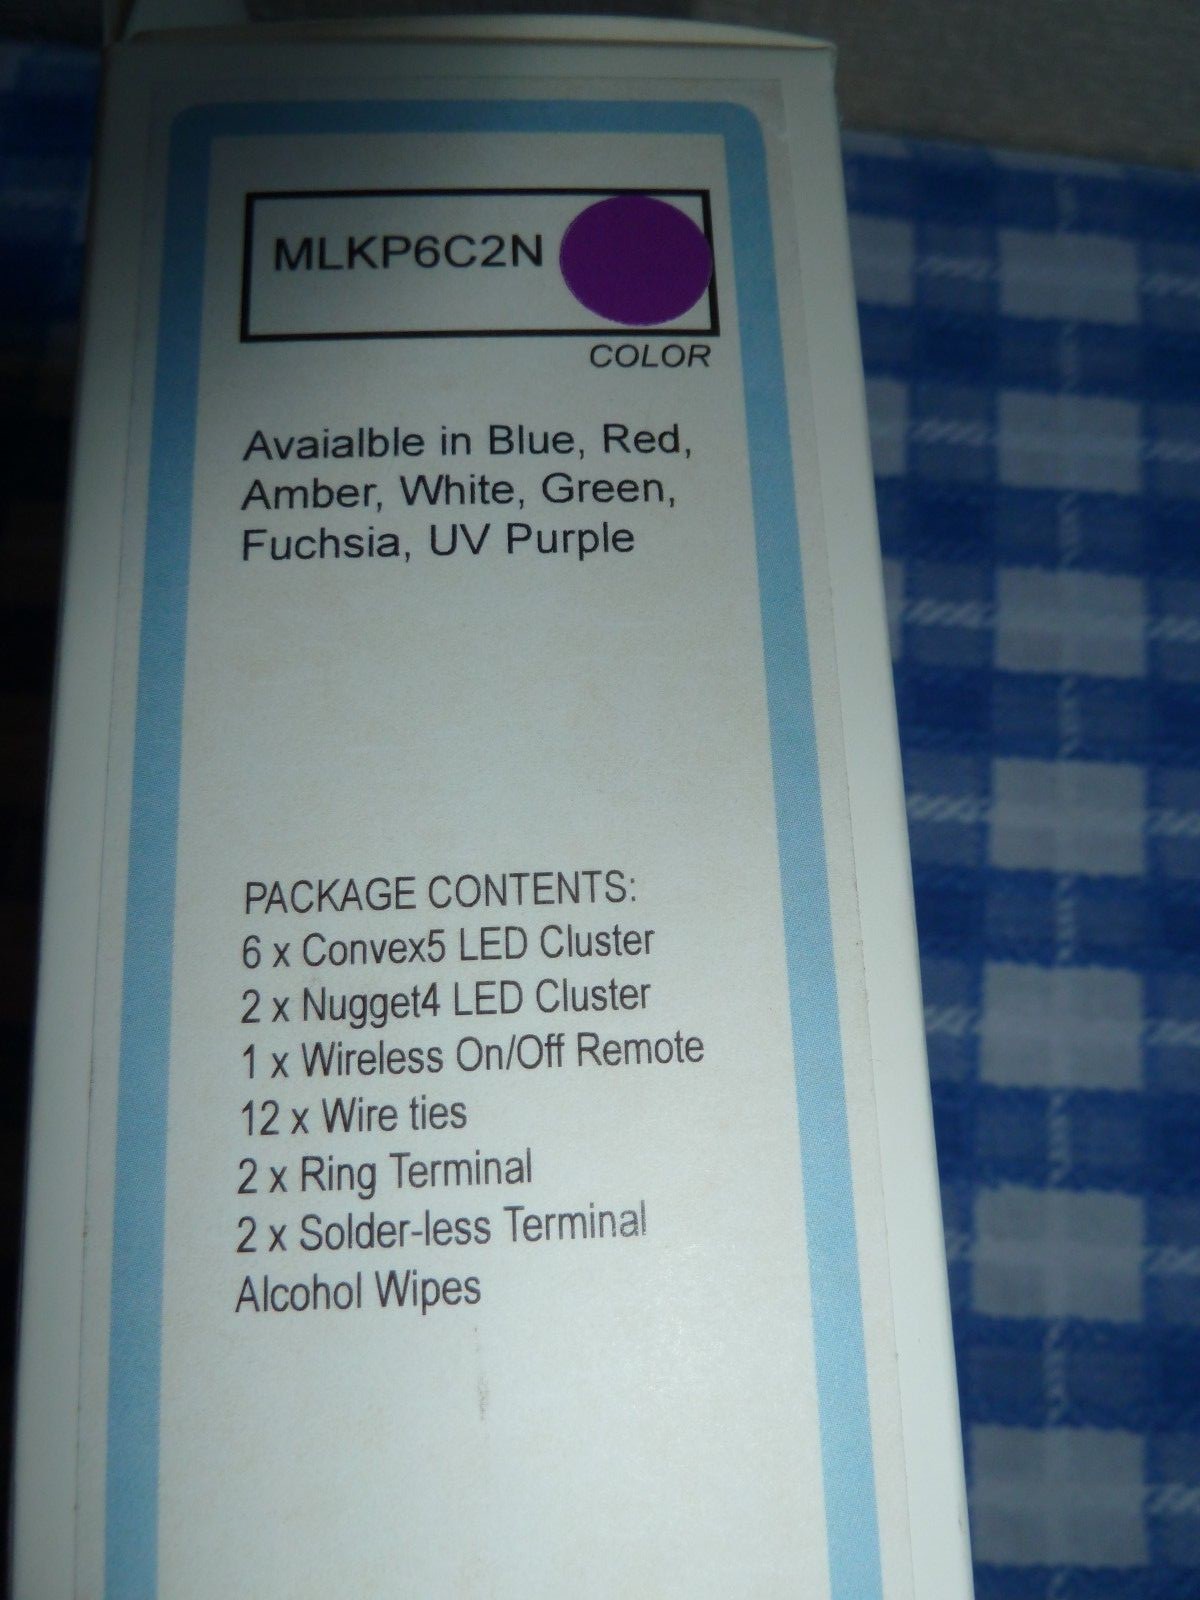 MLKP6C2N
COLOR
Avaialble in Blue, Red,
Amber, White, Green,
Fuchsia, UV Purple
PACKAGE CONTENTS:
6 x Convex5 LED Cluster
2 x Nugget4 LED Cluster
1 x Wireless On/Off Remote
12 x Wire ties
2 x Ring Terminal
2 x Solder-less Terminal
Alcohol Wipes